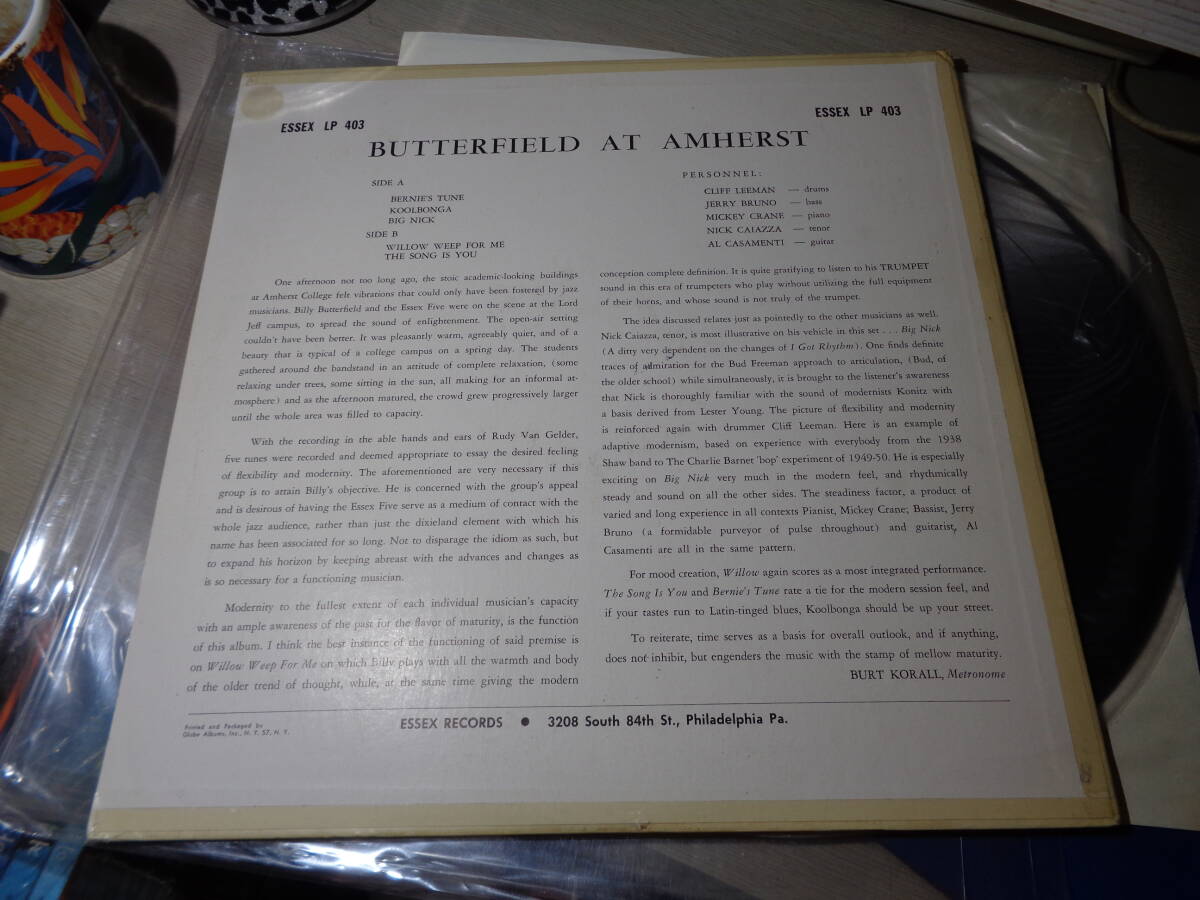 ESSEX LP 403
ESSEX LP 403
BUTTERFIELD AT AMHERST
SIDE A
BERNIE'S TUNE
KOOLBONGA
BIG NICK
SIDE B
WILLOW WEEP FOR ME
THE SONG IS YOU
PERSONNEL:
CLIFF LEEMAN — drums
JERRY BRUNO — bass
MICKEY CRANE — piano
NICK CAIAZZA — tenor
AL CASAMENTI — guitar
One afternoon not too long ago, the stoic academic-looking buildings
at Amherst College felt vibrations that could only have been fostered by jazz
musicians. Billy Butterfield and the Essex Five were on the scene at the Lord
Jeff campus, to spread the sound of enlightenment. The open-air setting
couldn't have been better. It was pleasantly warm, agreeably quiet, and of a
beauty that is typical of a college campus on a spring day. The students
gathered around the bandstand in an attitude of complete relaxation, (some
relaxing under trees, some sitting in the sun, all making for an informal at-
mosphere) and as the afternoon matured, the crowd grew progressively larger
until the whole area was filled to capacity.
With the recording in the able hands and ears of Rudy Van Gelder,
five tunes were recorded and deemed appropriate to essay the desired feeling
of flexibility and modernity. The aforementioned are very necessary if this
group is to attain Billy's objective. He is concerned with the group's appeal
and is desirous of having the Essex Five serve as a medium of contact with the
whole jazz audience, rather than just the dixieland element with which his
name has been associated for so long. Not to disparage the idiom as such, but
to expand his horizon by keeping abreast with the advances and changes as
is so necessary for a functioning musician.
Modernity to the fullest extent of each individual musician's capacity
with an ample awareness of the past for the flavor of maturity, is the function
of this album. I think the best instance of the functioning of said premise is
on Willow Weep For Me on which Billy plays with all the warmth and body
of the older trend of thought, while, at the same time giving the modern
conception complete definition. It is quite gratifying to listen to his TRUMPET
sound in this era of trumpeters who play without utilizing the full equipment
of their horns, and whose sound is not truly of the trumpet.
The idea discussed relates just as pointedly to the other musicians as well.
Nick Caiazza, tenor, is most illustrative on his vehicle in this set . . . Big Nick
(A ditty very dependent on the changes of I Got Rhythm). One finds definite
traces of admiration for the Bud Freeman approach to articulation, (Bud, of
the older school) while simultaneously, it is brought to the listener's awareness
that Nick is thoroughly familiar with the sound of modernists Konitz with
a basis derived from Lester Young. The picture of flexibility and modernity
is reinforced again with drummer Cliff Leeman. Here is an example of
adaptive modernism, based on experience with everybody from the 1938
Shaw band to The Charlie Barnet 'bop' experiment of 1949-50. He is especially
exciting on Big Nick very much in the modern feel, and rhythmically
steady and sound on all the other sides. The steadiness factor, a product of
varied and long experience in all contexts Pianist, Mickey Crane; Bassist, Jerry
Bruno (a formidable purveyor of pulse throughout) and guitarist, Al
Casamenti are all in the same pattern.
For mood creation, Willow again scores as a most integrated performance.
The Song Is You and Bernie's Tune rate a tie for the modern session feel, and
if your tastes run to Latin-tinged blues, Koolbonga should be up your street.
To reiterate, time serves as a basis for overall outlook, and if anything,
does not inhibit, but engenders the music with the stamp of mellow maturity.
BURT KORALL, Metronome
Printed and Packaged by
Globe Albums, Inc., N. Y. 57, N. Y.
ESSEX RECORDS ● 3208 South 84th St., Philadelphia Pa.